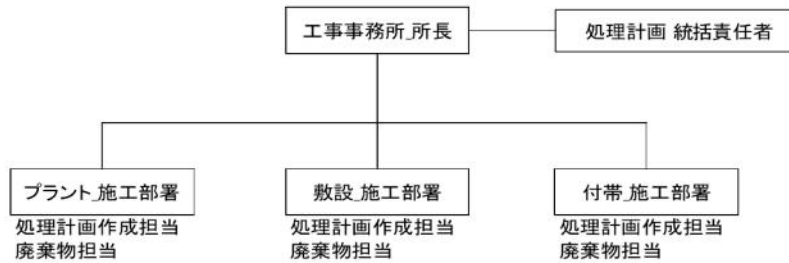 工事事務所_所長
処理計画 統括責任者
プラント_施工部署
敷設_施工部署
付帯_施工部署
処理計画作成担当
廃棄物担当
処理計画作成担当
廃棄物担当
処理計画作成担当
廃棄物担当